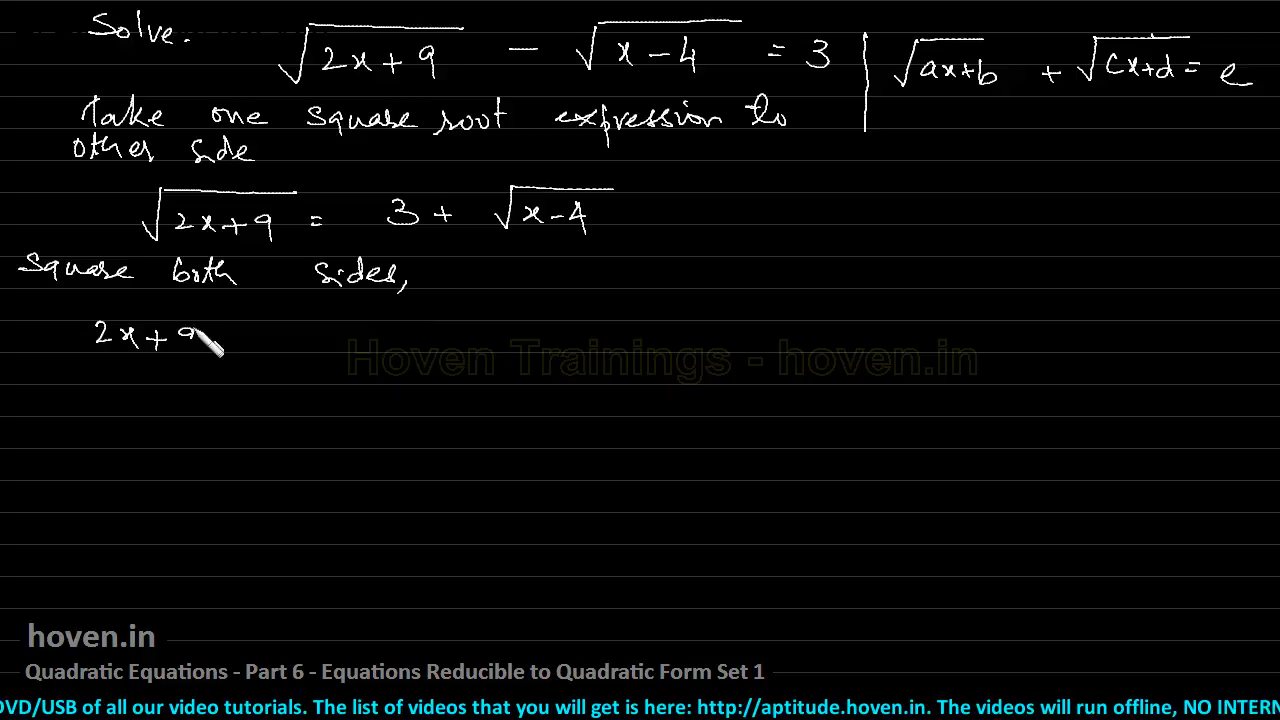 Solve. √(2x + 9) − √(x − 4) = 3 | √(ax+b) + √(cx+d) = e
Take one square root expression to
other side
√(2x + 9) = 3 + √(x − 4)
Square both sides,
2x + 9
Hoven Trainings - hoven.in
hoven.in
Quadratic Equations - Part 6 - Equations Reducible to Quadratic Form Set 1
DVD/USB of all our video tutorials. The list of videos that you will get is here: http://aptitude.hoven.in. The videos will run offline, NO INTERN